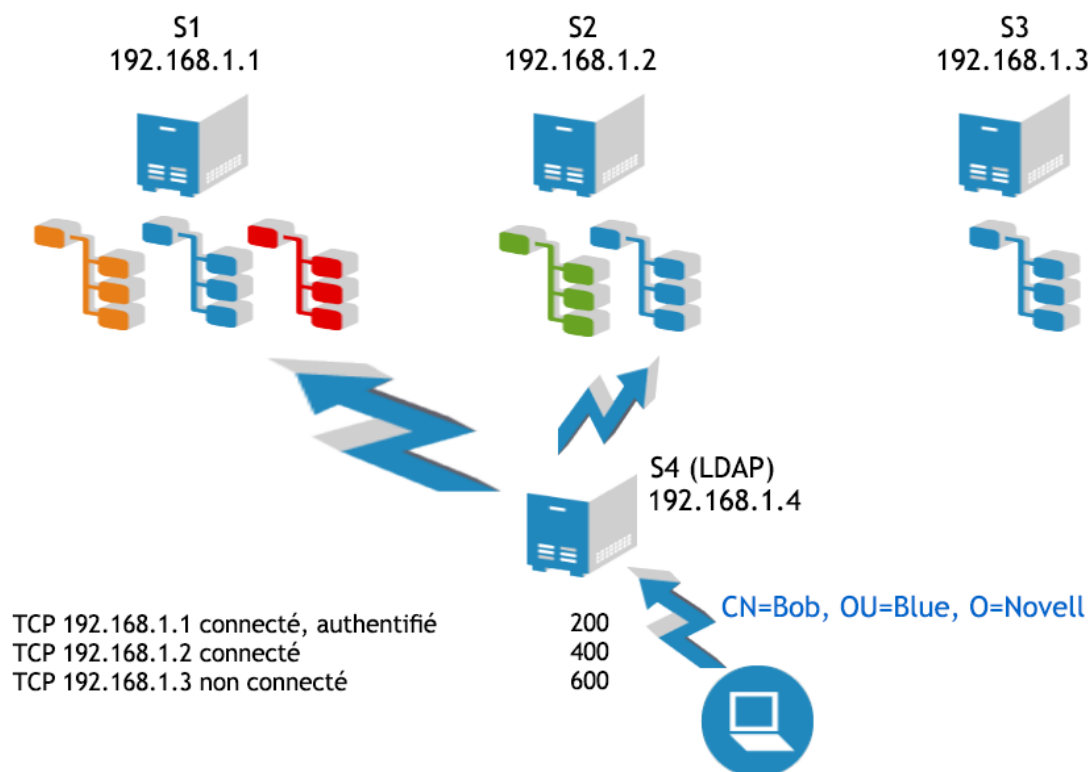 S1
192.168.1.1
S2
192.168.1.2
S3
192.168.1.3
S4 (LDAP)
192.168.1.4
CN=Bob, OU=Blue, O=Novell
TCP 192.168.1.1 connecté, authentifié 200
TCP 192.168.1.2 connecté 400
TCP 192.168.1.3 non connecté 600